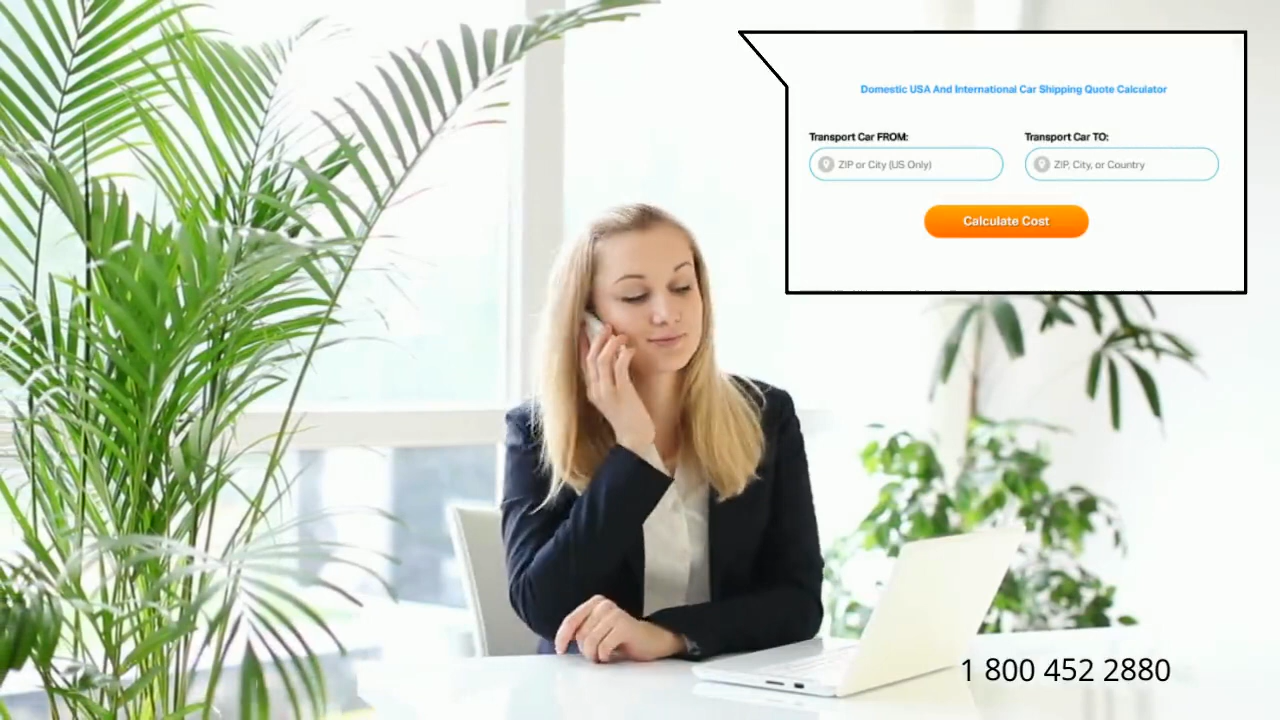 Domestic USA And International Car Shipping Quote Calculator
Transport Car FROM: Transport Car TO:
ZIP or City (US Only) ZIP, City, or Country
Calculate Cost
1 800 452 2880